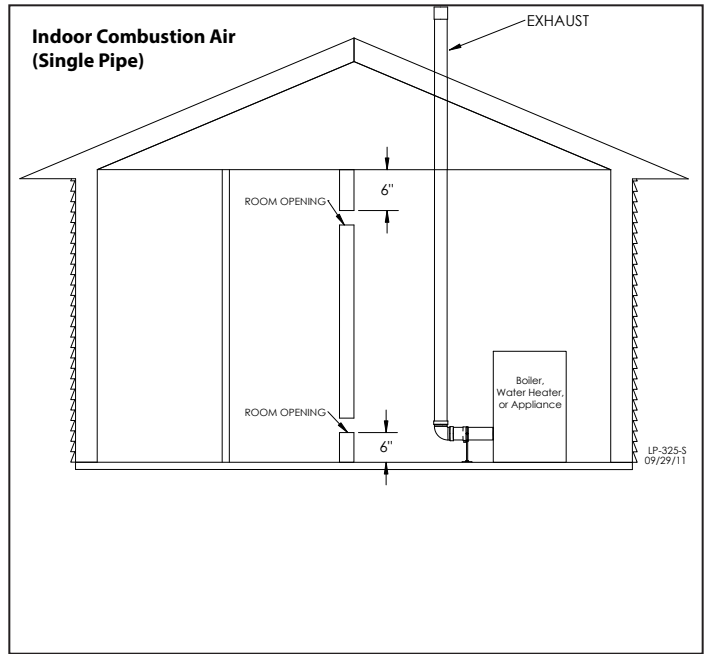 Indoor Combustion Air
(Single Pipe)
EXHAUST
6"
ROOM OPENING
Boiler,
Water Heater,
or Appliance
ROOM OPENING
6"
LP-325-S
09/29/11